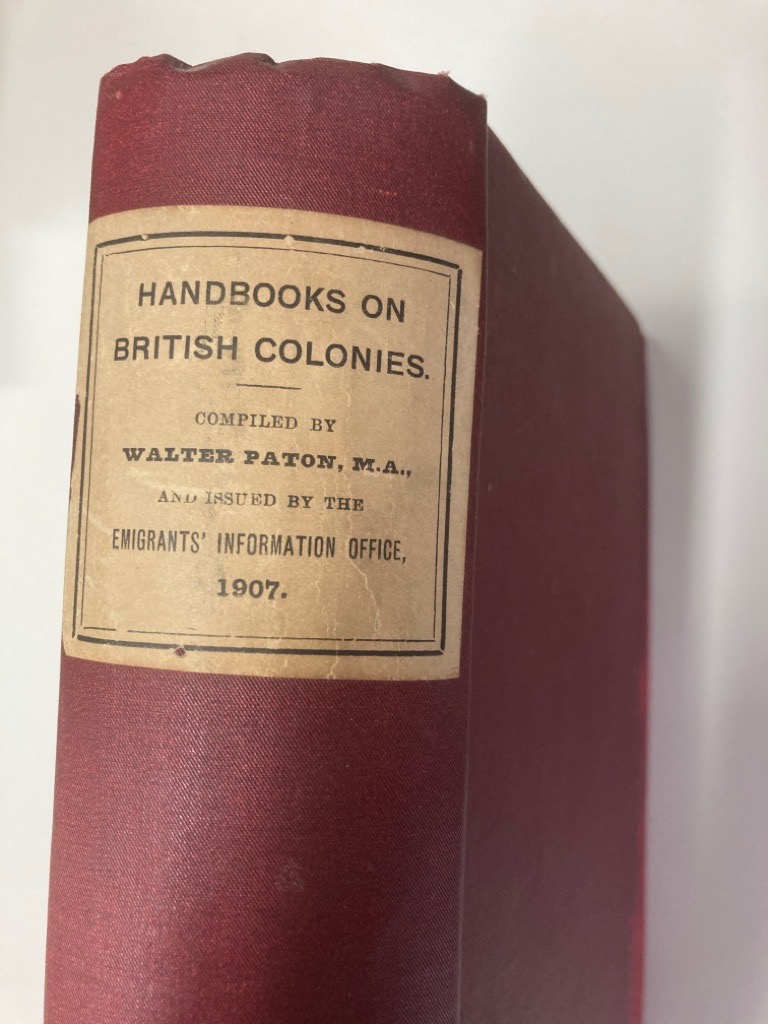 HANDBOOKS ON
BRITISH COLONIES.
COMPILED BY
WALTER PATON, M.A.,
AND ISSUED BY THE
EMIGRANTS' INFORMATION OFFICE,
1907.